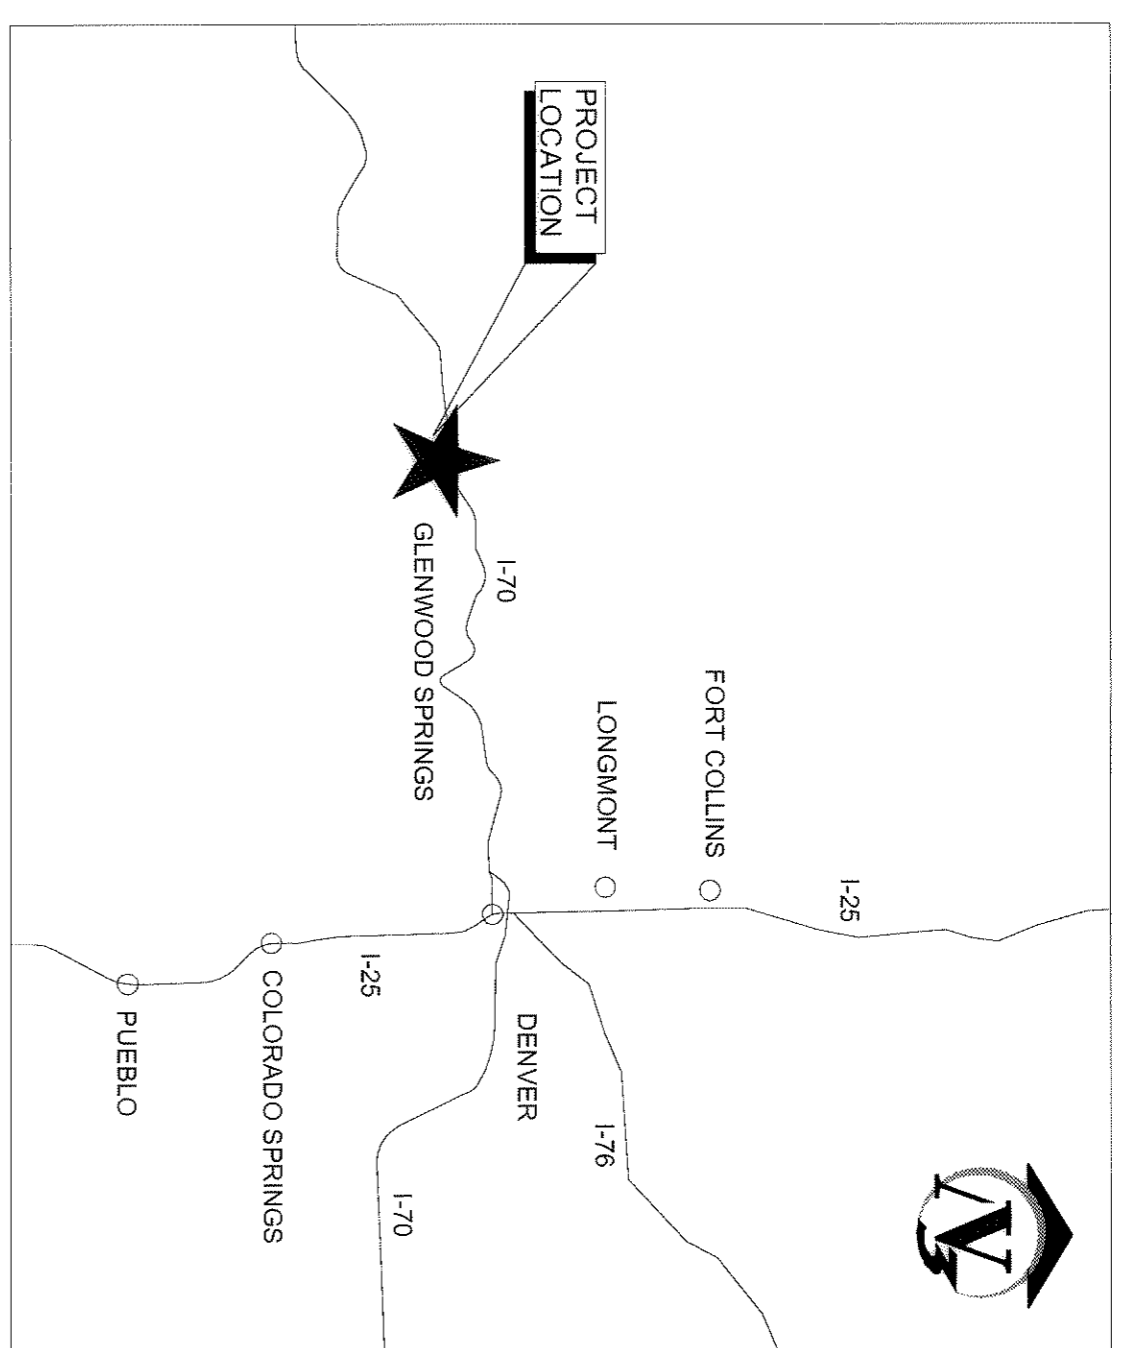 PROJECT
LOCATION
I-70
GLENWOOD SPRINGS
FORT COLLINS
LONGMONT
I-25
DENVER
I-76
I-25
COLORADO SPRINGS
PUEBLO
I-70